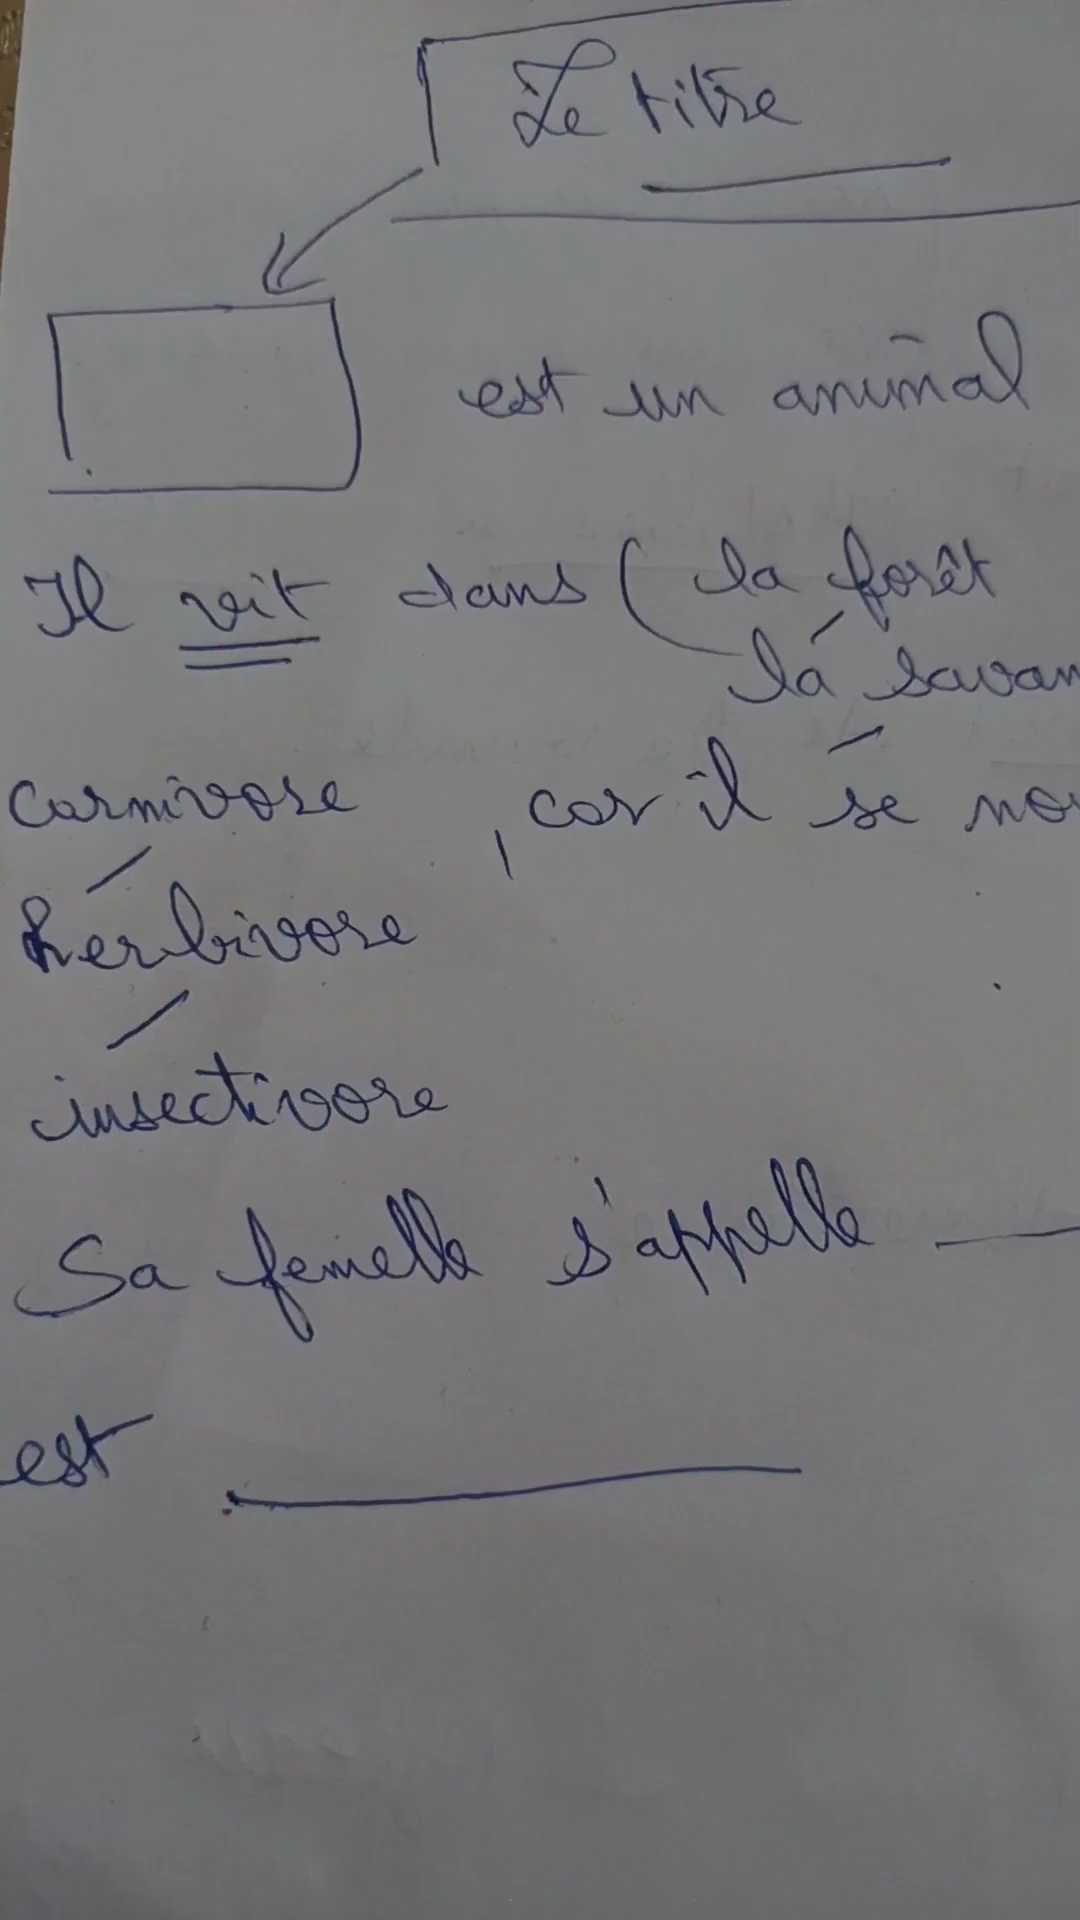 Le titre
est un animal
Il vit dans ( la forêt
/
la savan
carnivore , car il se no
/
herbivore
/
insectivore
Sa femelle s'appelle
est